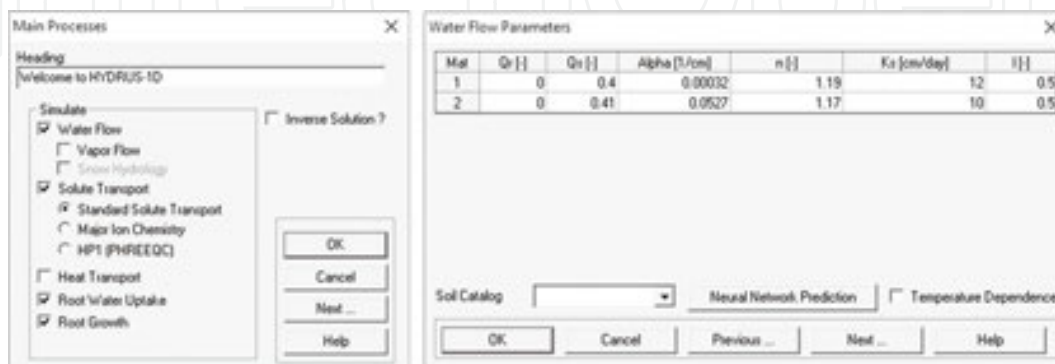 Main Processes
Heading:
Welcome to HYDRUS-1D
Simulate
Water Flow
Vapor Flow
Snow Hydrology
Solute Transport
Standard Solute Transport
Major Ion Chemistry
HP1 (PHREEQC)
Heat Transport
Root Water Uptake
Root Growth
Inverse Solution ?
OK
Cancel
Next ...
Help
Water Flow Parameters
Mat Qr [-] Qs [-] Alpha [1/cm] n [-] Ks [cm/day] l [-]
1 0 0.4 0.00032 1.19 12 0.5
2 0 0.41 0.0527 1.17 10 0.5
Soil Catalog
Neural Network Prediction
Temperature Dependence
OK Cancel Previous ... Next ... Help